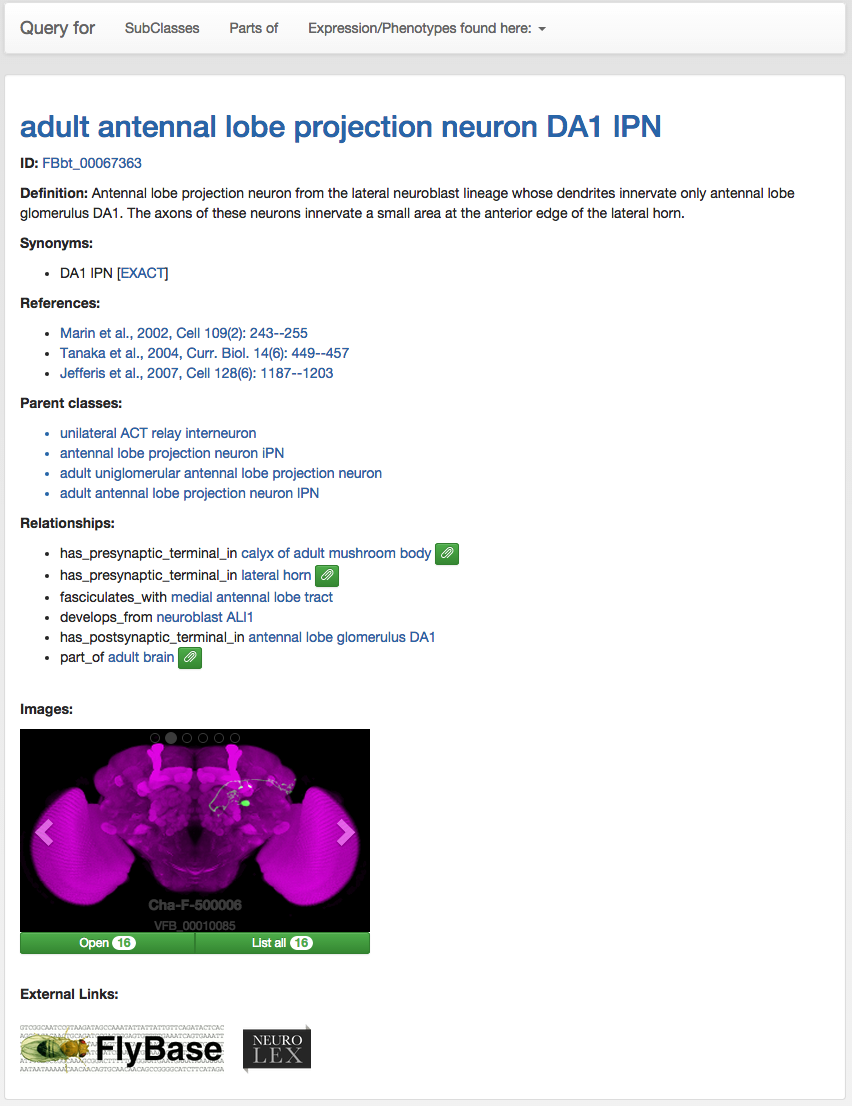 Query for SubClasses Parts of Expression/Phenotypes found here:
adult antennal lobe projection neuron DA1 lPN
ID: FBbt_00067363
Definition: Antennal lobe projection neuron from the lateral neuroblast lineage whose dendrites innervate only antennal lobe
glomerulus DA1. The axons of these neurons innervate a small area at the anterior edge of the lateral horn.
Synonyms:
• DA1 lPN [EXACT]
References:
• Marin et al., 2002, Cell 109(2): 243--255
• Tanaka et al., 2004, Curr. Biol. 14(6): 449--457
• Jefferis et al., 2007, Cell 128(6): 1187--1203
Parent classes:
• unilateral ACT relay interneuron
• antennal lobe projection neuron iPN
• adult uniglomerular antennal lobe projection neuron
• adult antennal lobe projection neuron lPN
Relationships:
• has_presynaptic_terminal_in calyx of adult mushroom body
• has_presynaptic_terminal_in lateral horn
• fasciculates_with medial antennal lobe tract
• develops_from neuroblast ALl1
• has_postsynaptic_terminal_in antennal lobe glomerulus DA1
• part_of adult brain
Images:
Cha-F-500006
VFB_00010085
Open 16 List all 16
External Links:
FlyBase
NEURO
LEX